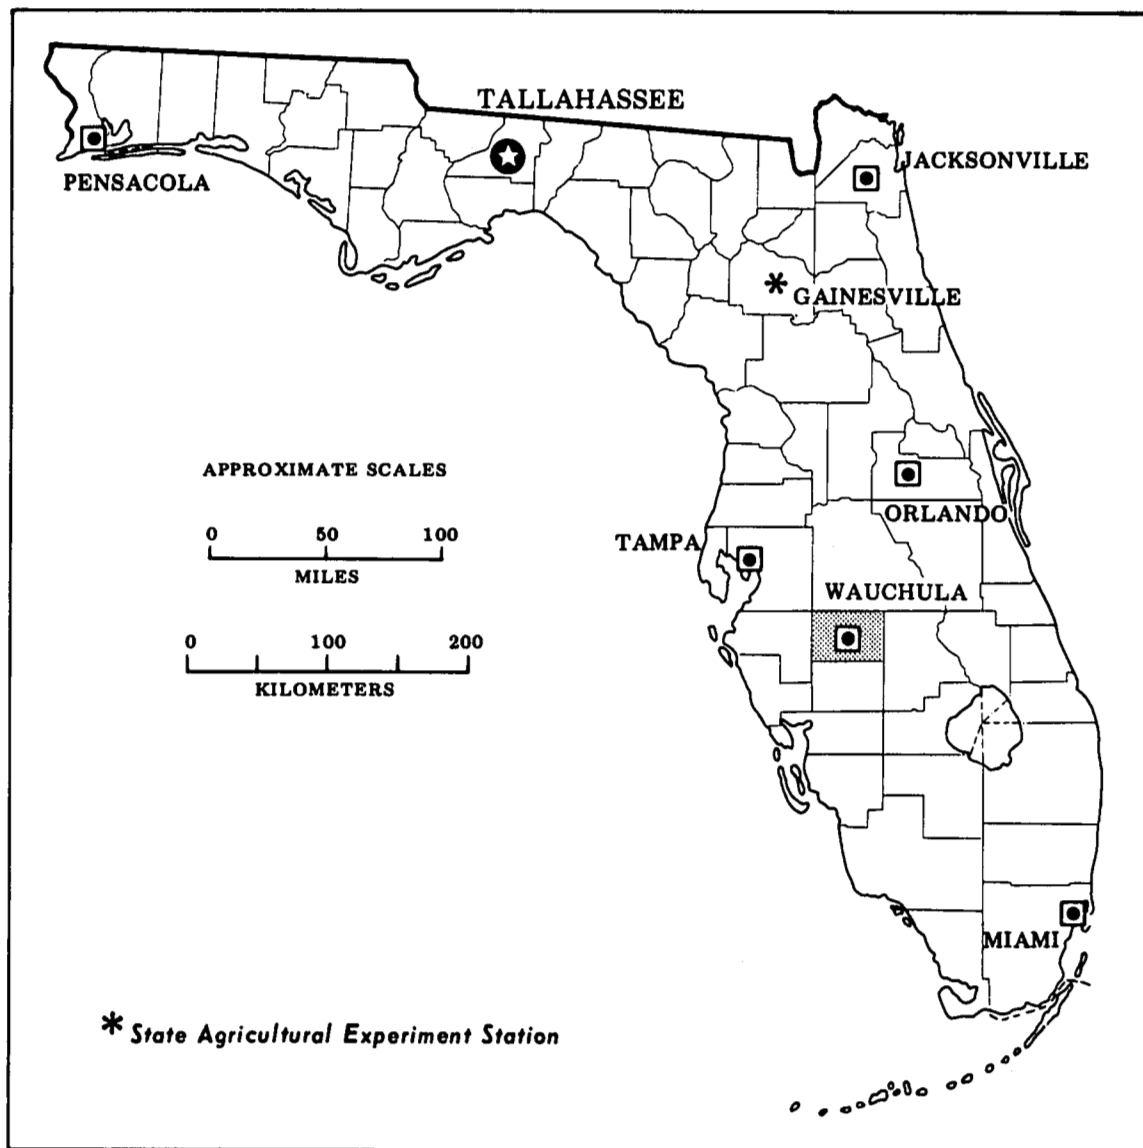 TALLAHASSEE
JACKSONVILLE
PENSACOLA
GAINESVILLE
APPROXIMATE SCALES
ORLANDO
0 50 100
TAMPA
MILES
WAUCHULA
0 100 200
KILOMETERS
MIAMI
* State Agricultural Experiment Station